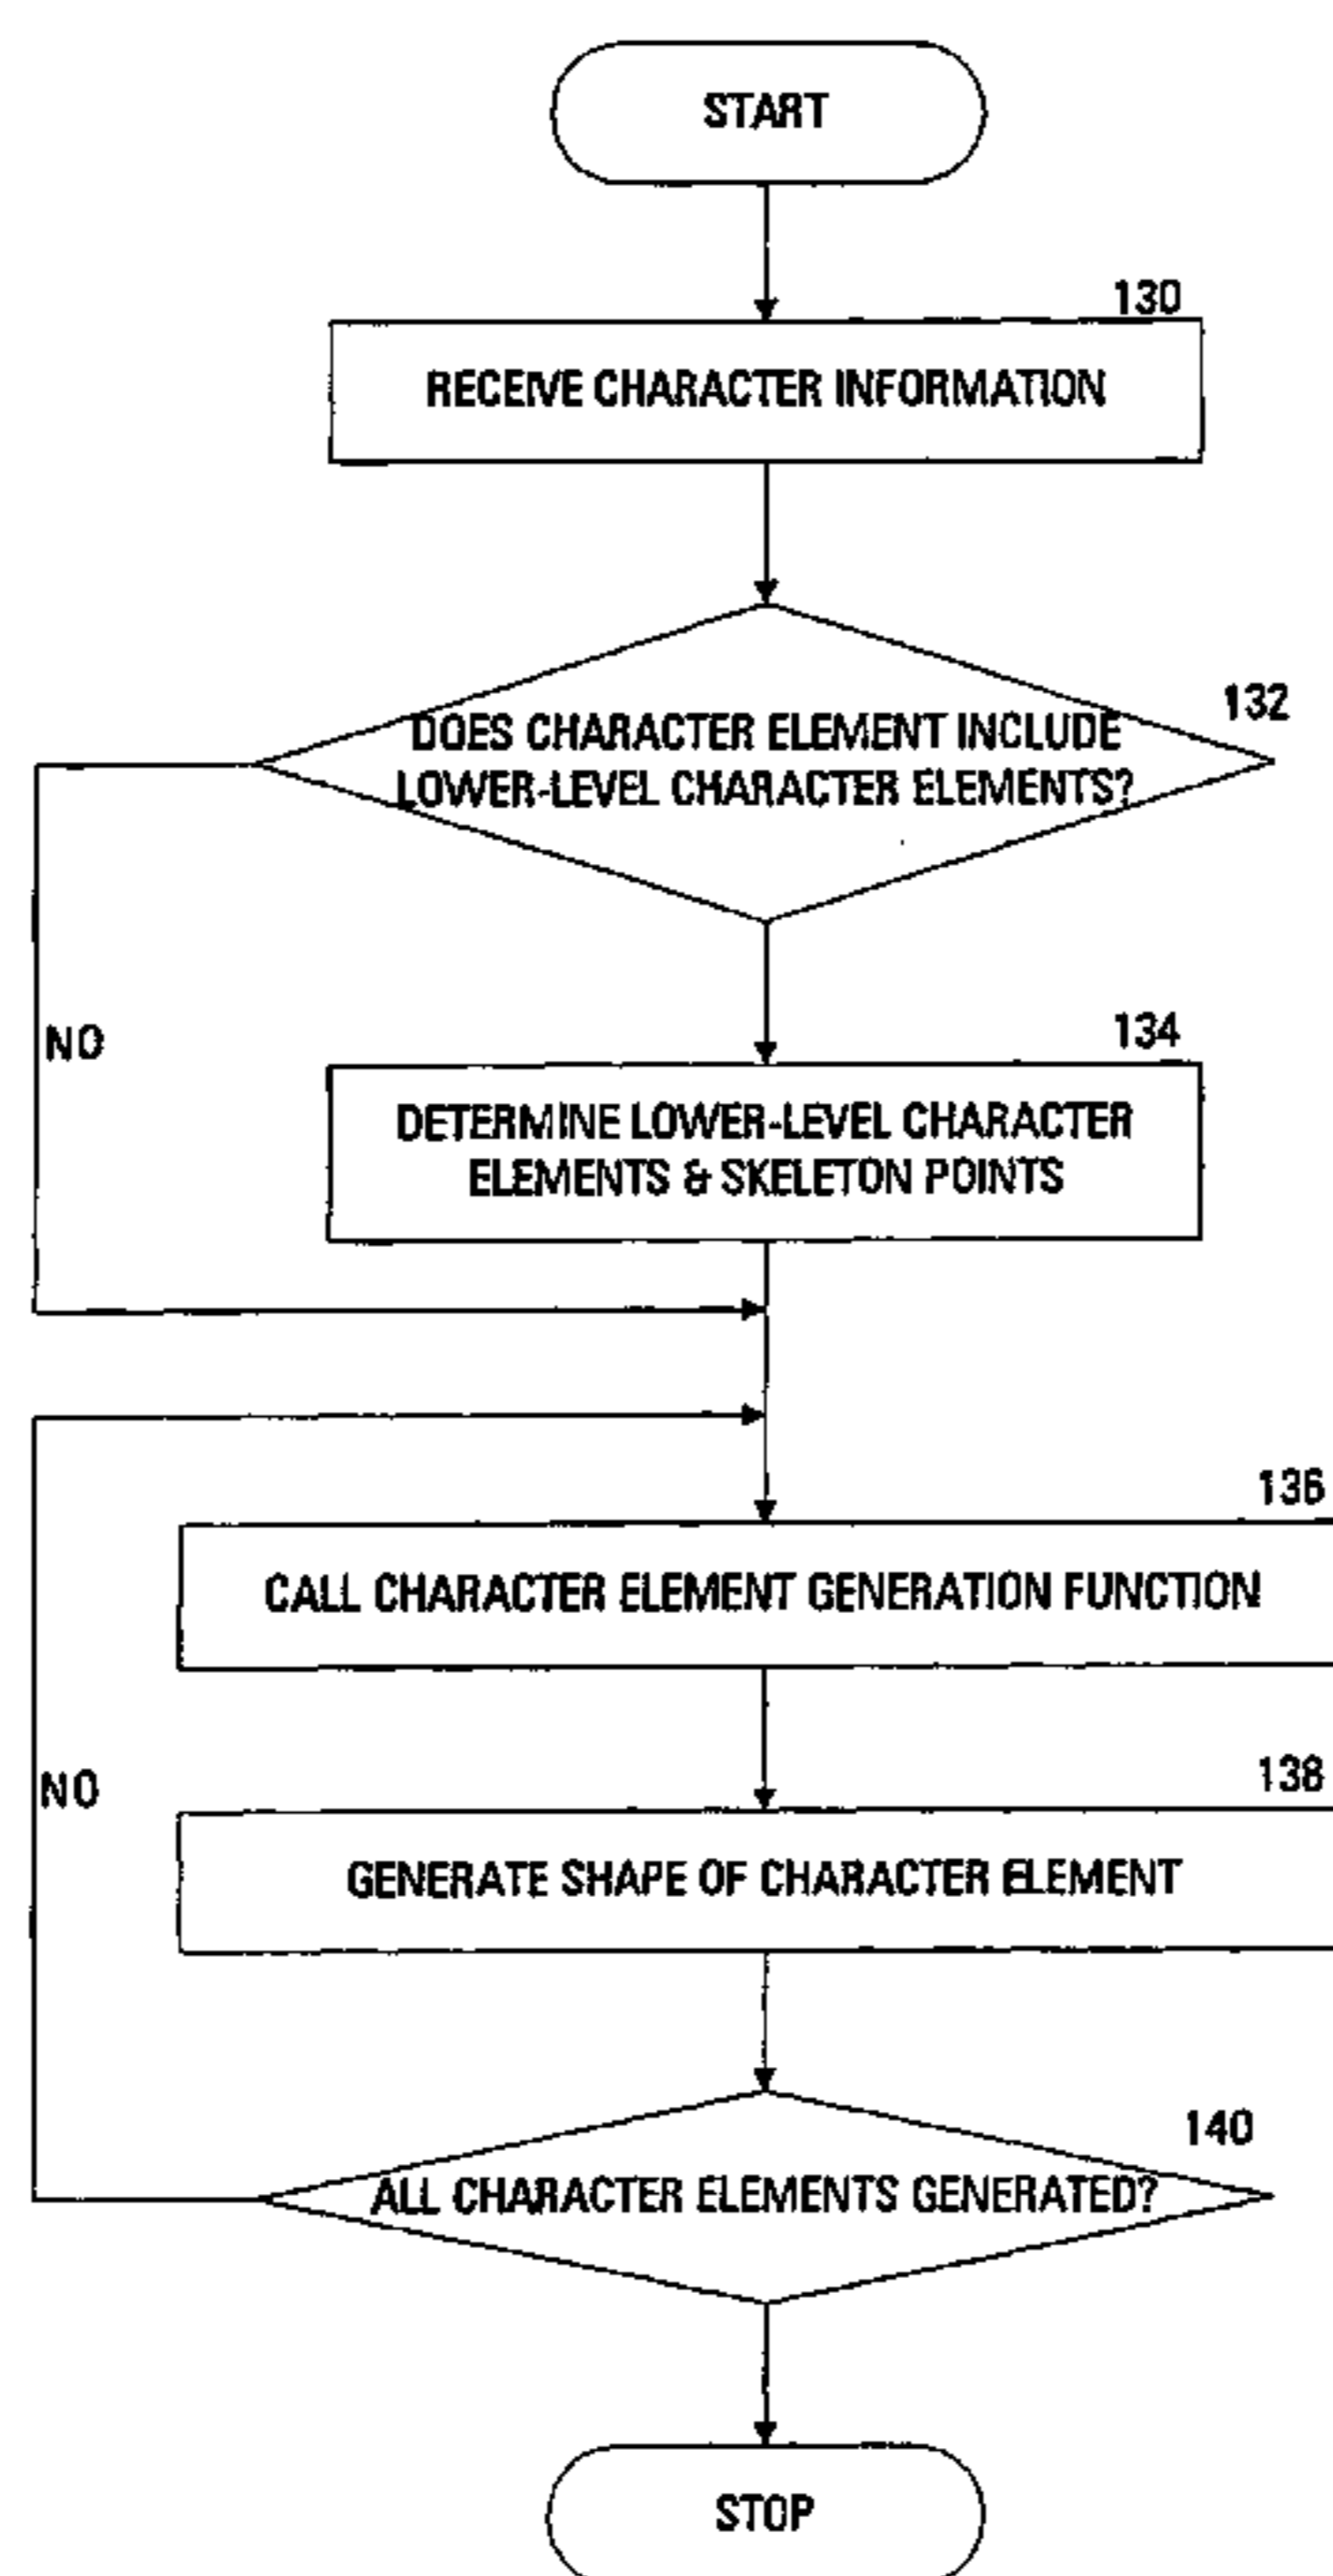 START
130
RECEIVE CHARACTER INFORMATION
132
DOES CHARACTER ELEMENT INCLUDE
LOWER-LEVEL CHARACTER ELEMENTS?
NO
134
DETERMINE LOWER-LEVEL CHARACTER
ELEMENTS & SKELETON POINTS
136
CALL CHARACTER ELEMENT GENERATION FUNCTION
138
NO
GENERATE SHAPE OF CHARACTER ELEMENT
140
ALL CHARACTER ELEMENTS GENERATED?
STOP